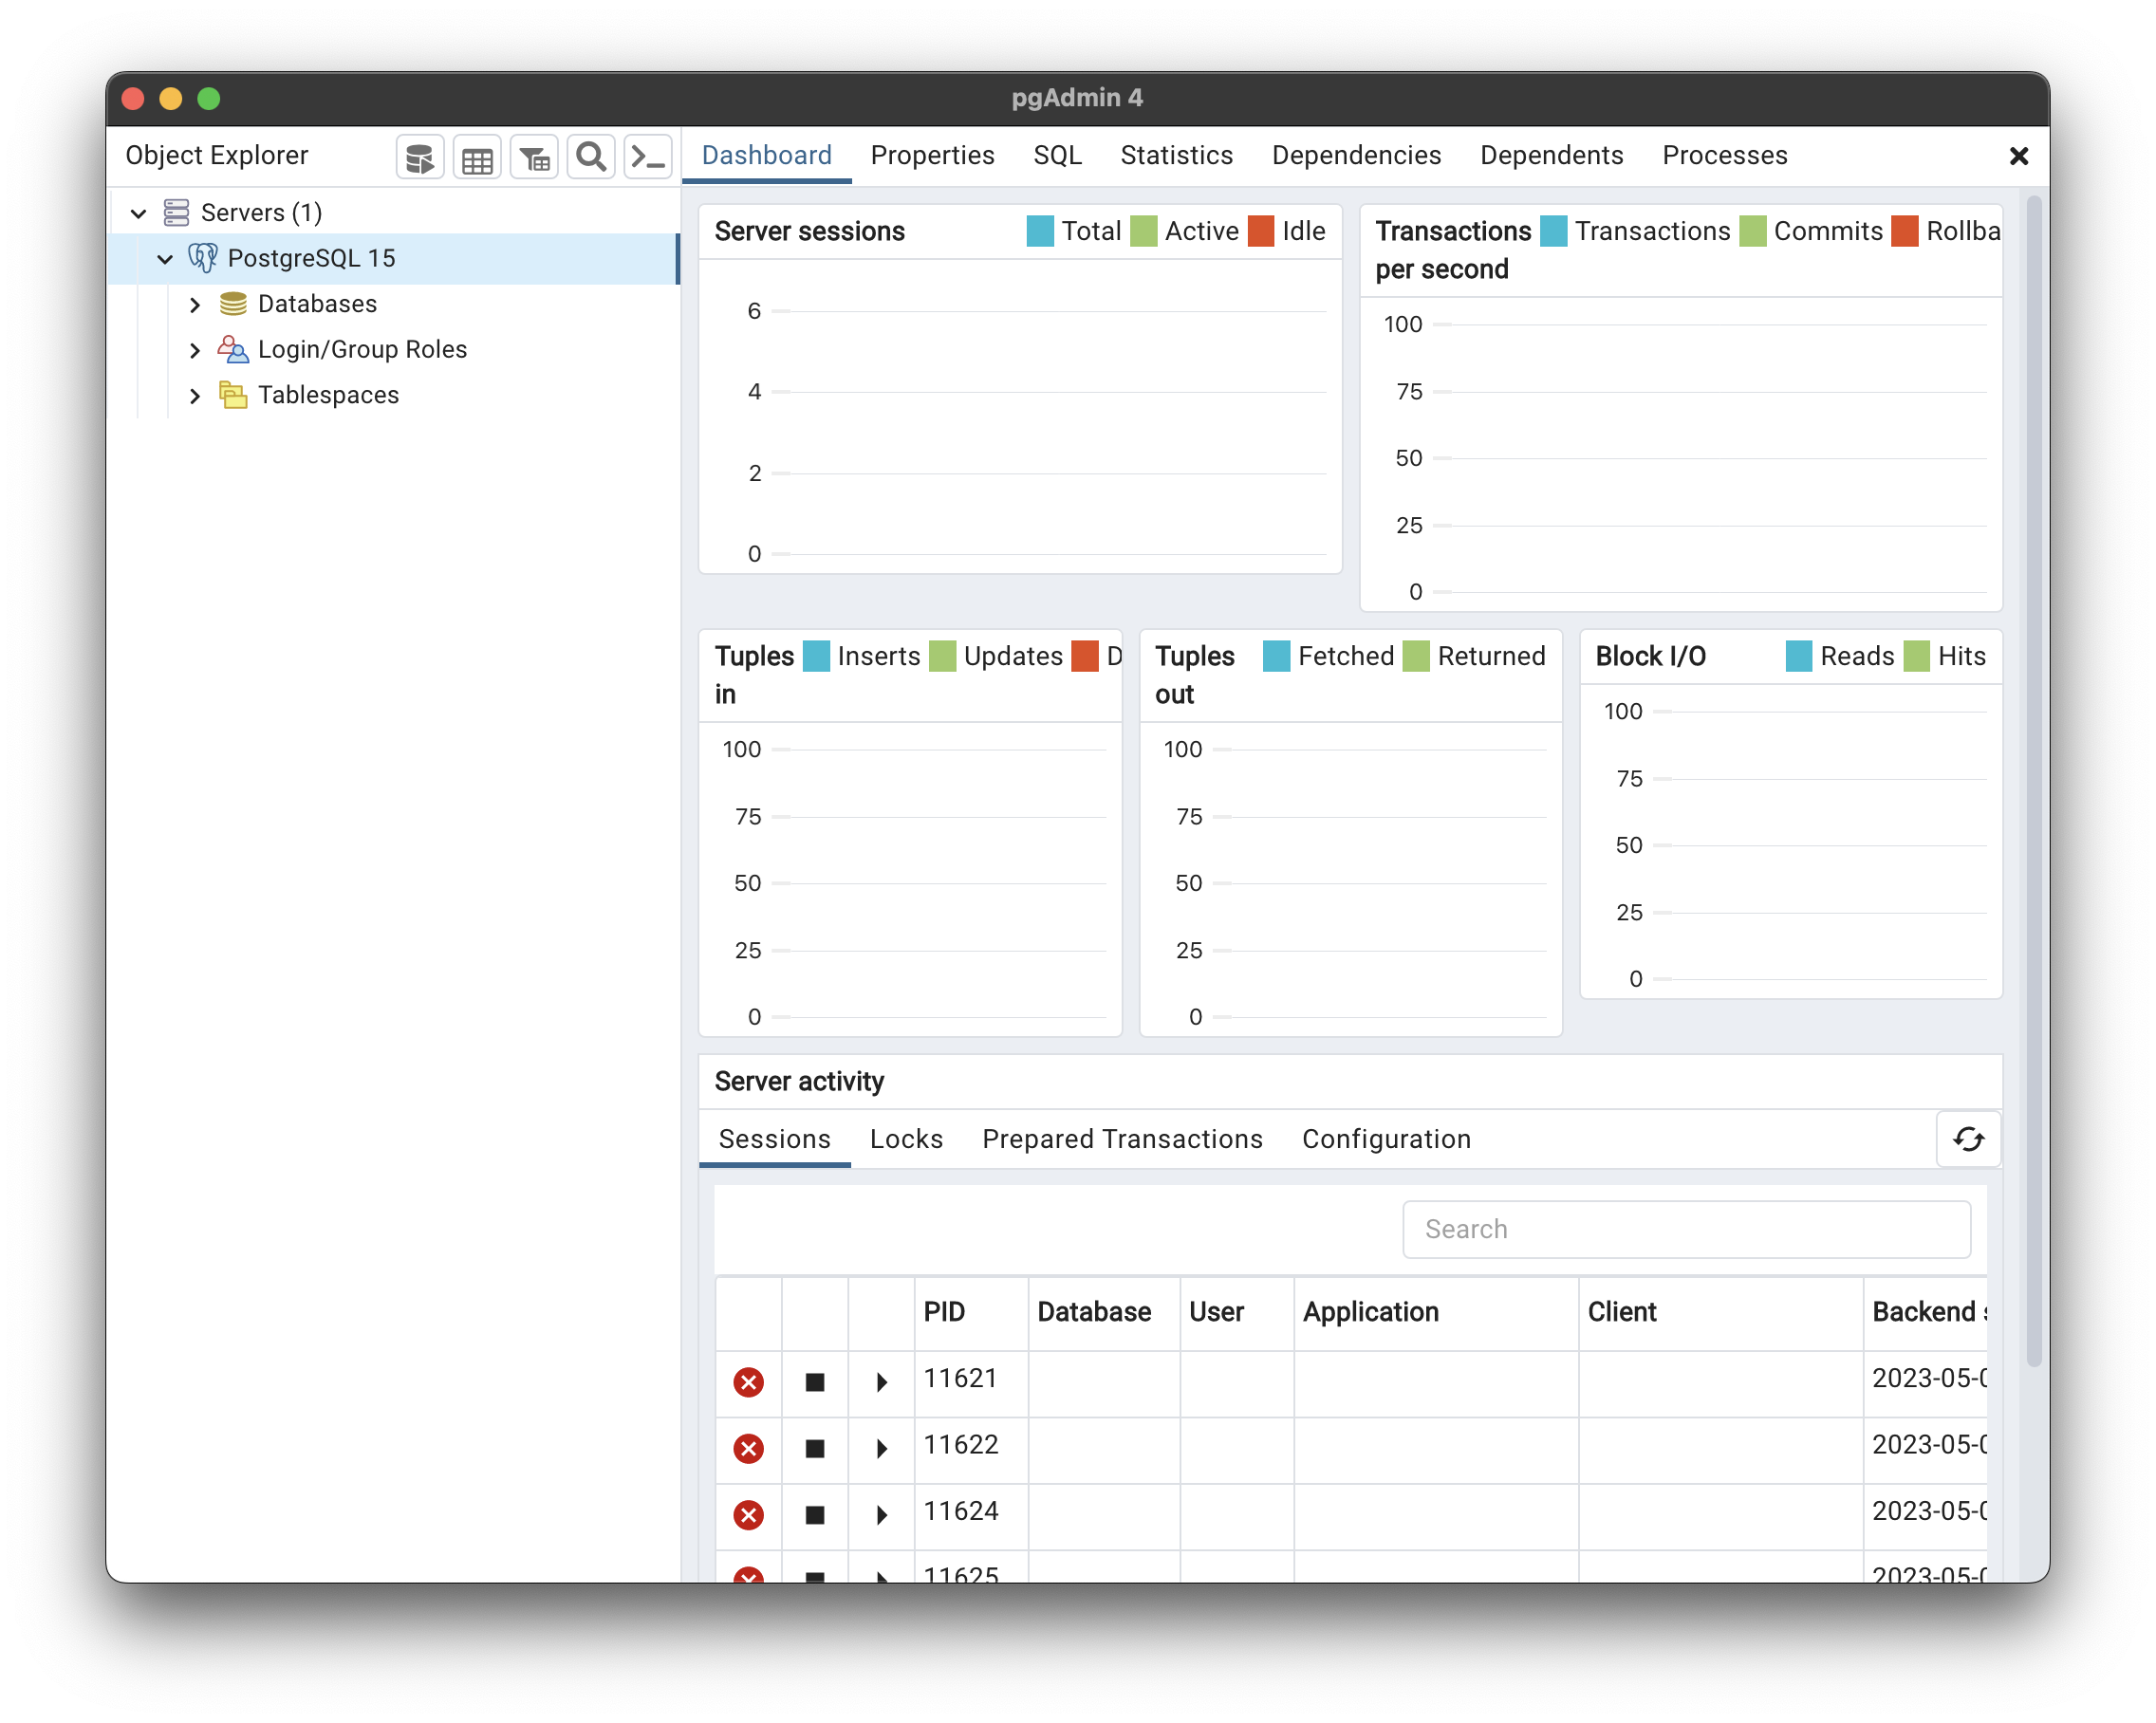 pgAdmin 4
Object Explorer
Dashboard Properties SQL Statistics Dependencies Dependents Processes
Servers (1)
PostgreSQL 15
Databases
Login/Group Roles
Tablespaces
Server sessions Total Active Idle
6
4
2
0
Transactions per second Transactions Commits Rollba
100
75
50
25
0
Tuples in Inserts Updates D
100
75
50
25
0
Tuples out Fetched Returned
100
75
50
25
0
Block I/O Reads Hits
100
75
50
25
0
Server activity
Sessions Locks Prepared Transactions Configuration
Search
PID Database User Application Client Backend s
11621 2023-05-0
11622 2023-05-0
11624 2023-05-0
11625 2023-05-0